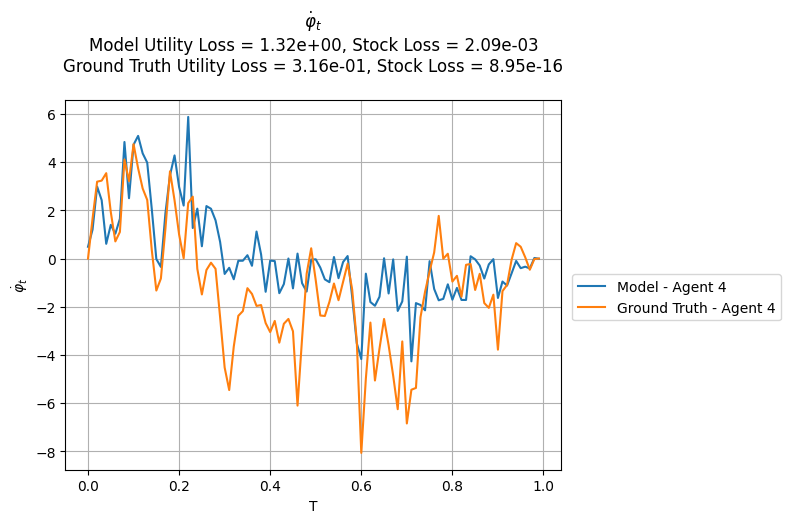 φ̇ₜ
Model Utility Loss = 1.32e+00, Stock Loss = 2.09e-03
Ground Truth Utility Loss = 3.16e-01, Stock Loss = 8.95e-16
6
4
2
0
−2
−4
−6
−8
φ̇ₜ
0.0
0.2
0.4
0.6
0.8
1.0
T
Model - Agent 4
Ground Truth - Agent 4